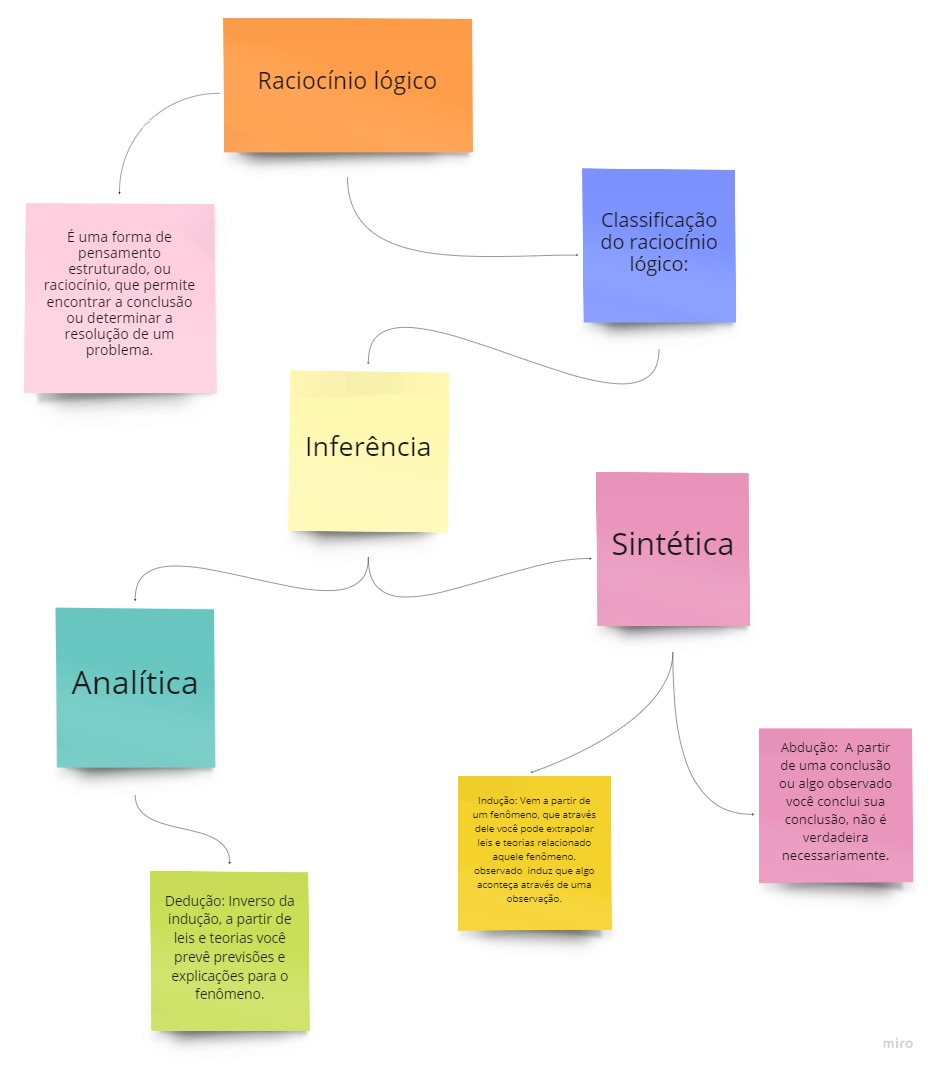 Raciocínio lógico
Classificação
do raciocínio
lógico:
É uma forma de
pensamento
estruturado, ou
raciocínio, que permite
encontrar a conclusão
ou determinar a
resolução de um
problema.
Inferência
Sintética
Analítica
Abdução:  A partir
de uma conclusão
ou algo observado
você conclui sua
conclusão, não é
verdadeira
necessariamente.
Indução: Vem a partir de
um fenômeno, que através
dele você pode extrapolar
leis e teorias relacionado
aquele fenômeno.
observado  induz que algo
aconteça através de uma
observação.
Dedução: Inverso da
indução, a partir de
leis e teorias você
prevê previsões e
explicações para o
fenômeno.
miro